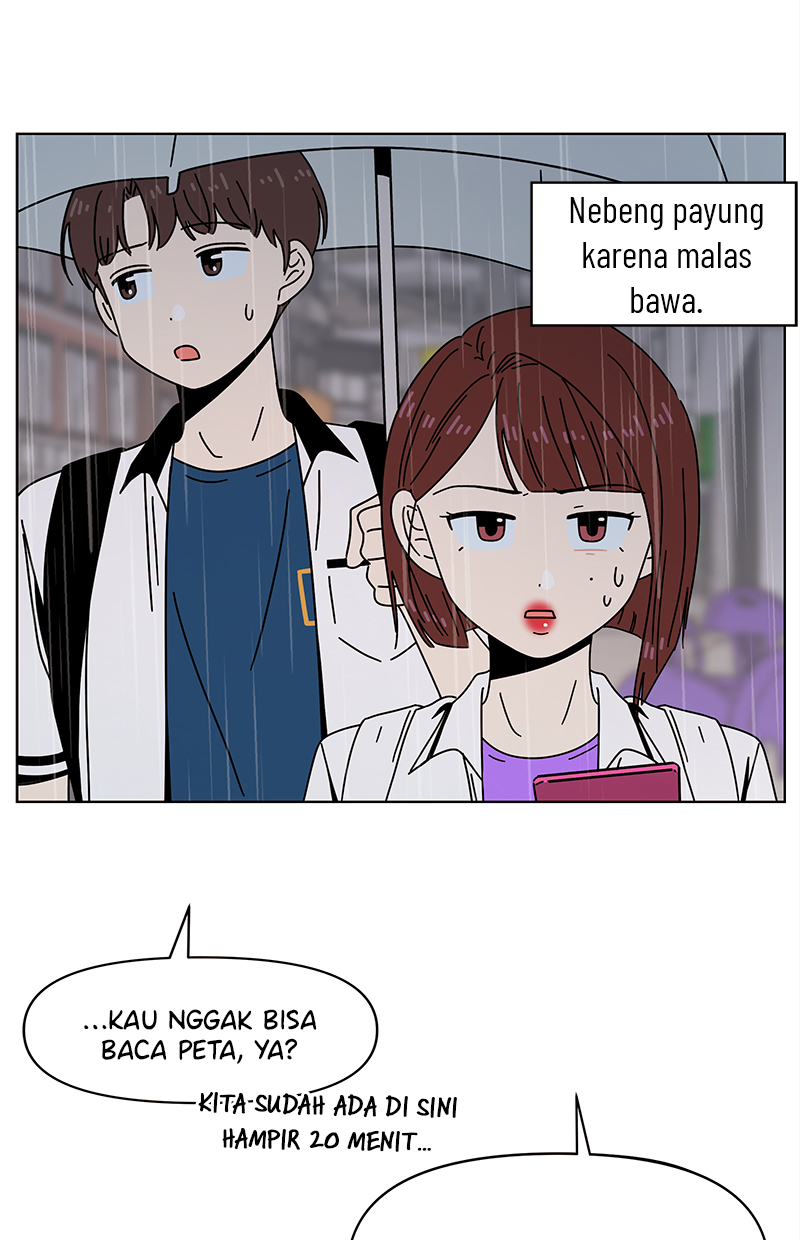 Nebeng payung
karena malas
bawa.
...KAU NGGAK BISA
BACA PETA, YA?
KITA SUDAH ADA DI SINI
HAMPIR 20 MENIT...